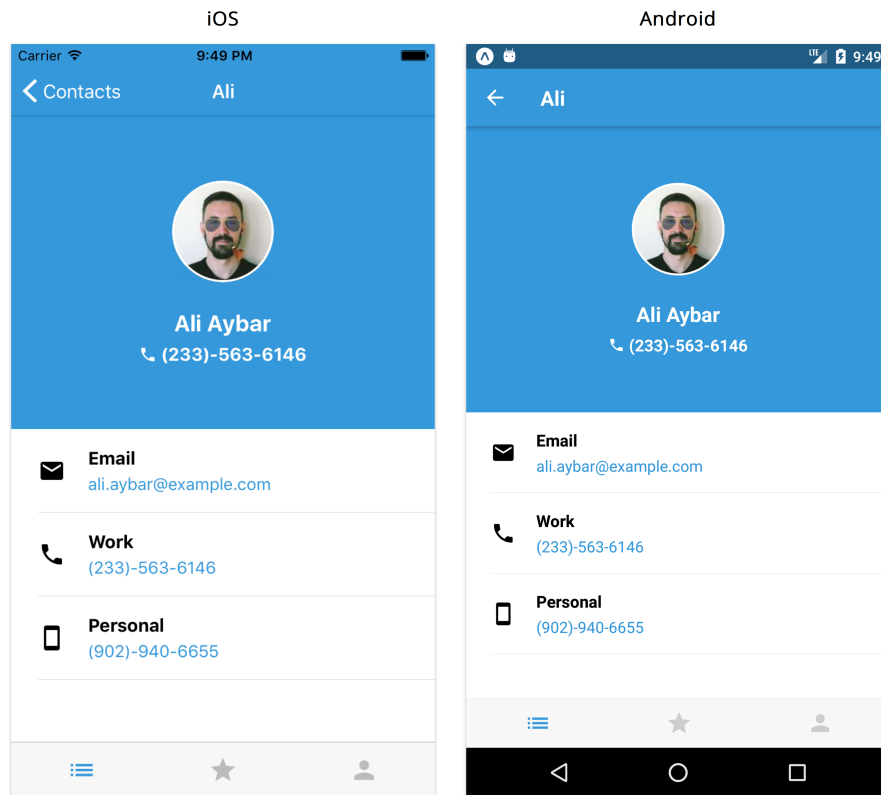 iOS
Carrier 9:49 PM
Contacts Ali
Ali Aybar
(233)-563-6146
Email
ali.aybar@example.com
Work
(233)-563-6146
Personal
(902)-940-6655
Android
LTE 9:49
Ali
Ali Aybar
(233)-563-6146
Email
ali.aybar@example.com
Work
(233)-563-6146
Personal
(902)-940-6655